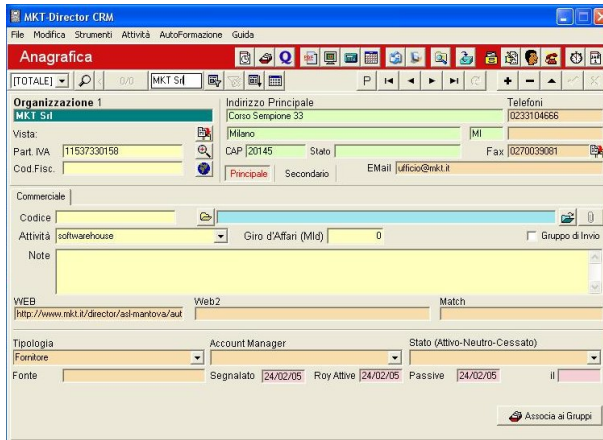 MKT-Director CRM
File Modifica Strumenti Attività AutoFormazione Guida
Anagrafica
[TOTALE] 0/0 MKT Srl P
Organizzazione 1 Indirizzo Principale Telefoni
MKT Srl Corso Sempione 33 0233104666
Vista: Milano MI
Part. IVA 11537330158 CAP 20145 Stato Fax 0270039081
Cod.Fisc. Principale Secondario EMail ufficio@mkt.it
Commerciale
Codice
Attività softwarehouse Giro d'Affari (Mld) 0 Gruppo di Invio
Note
WEB Web2 Match
http://www.mkt.it/director/asl-mantova/aut
Tipologia Account Manager Stato (Attivo-Neutro-Cessato)
Fornitore
Fonte Segnalato 24/02/05 Roy Attive 24/02/05 Passive 24/02/05 il
Associa ai Gruppi